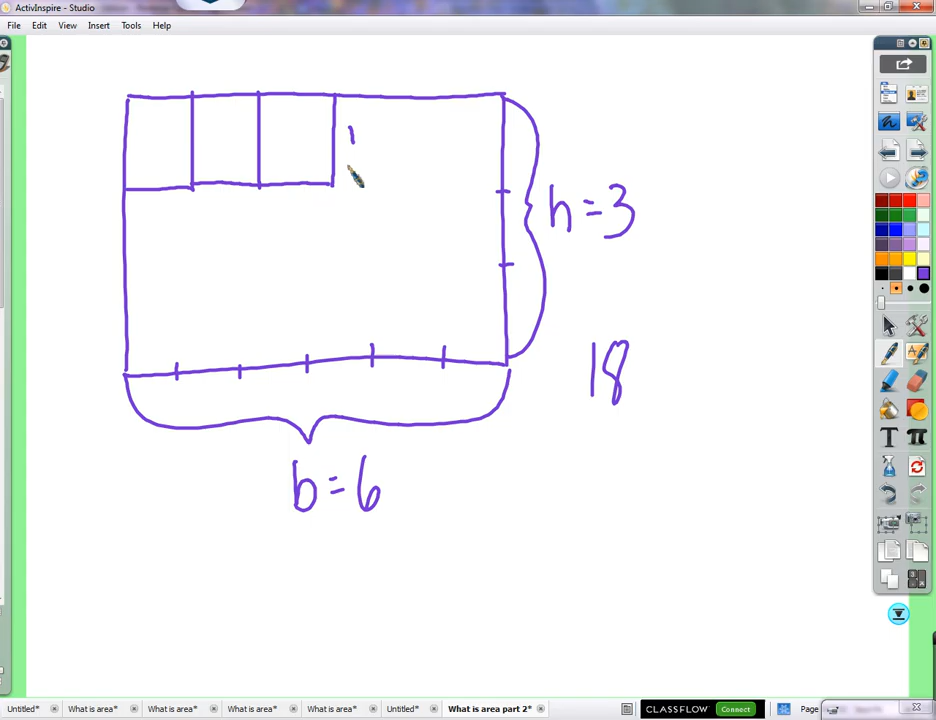 ActivInspire - Studio
File Edit View Insert Tools Help
1
h=3
18
b=6
Untitled* What is area* What is area* What is area* What is area* Untitled* What is area part 2* CLASSFLOW Connect Page